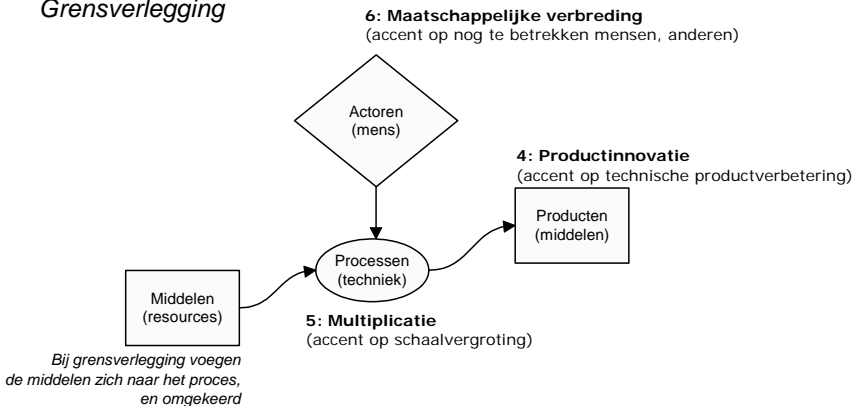 Grensverlegging
6: Maatschappelijke verbreding
(accent op nog te betrekken mensen, anderen)
Actoren
(mens)
4: Productinnovatie
(accent op technische productverbetering)
Producten
(middelen)
Processen
(techniek)
Middelen
(resources)
5: Multiplicatie
(accent op schaalvergroting)
Bij grensverlegging voegen
de middelen zich naar het proces,
en omgekeerd